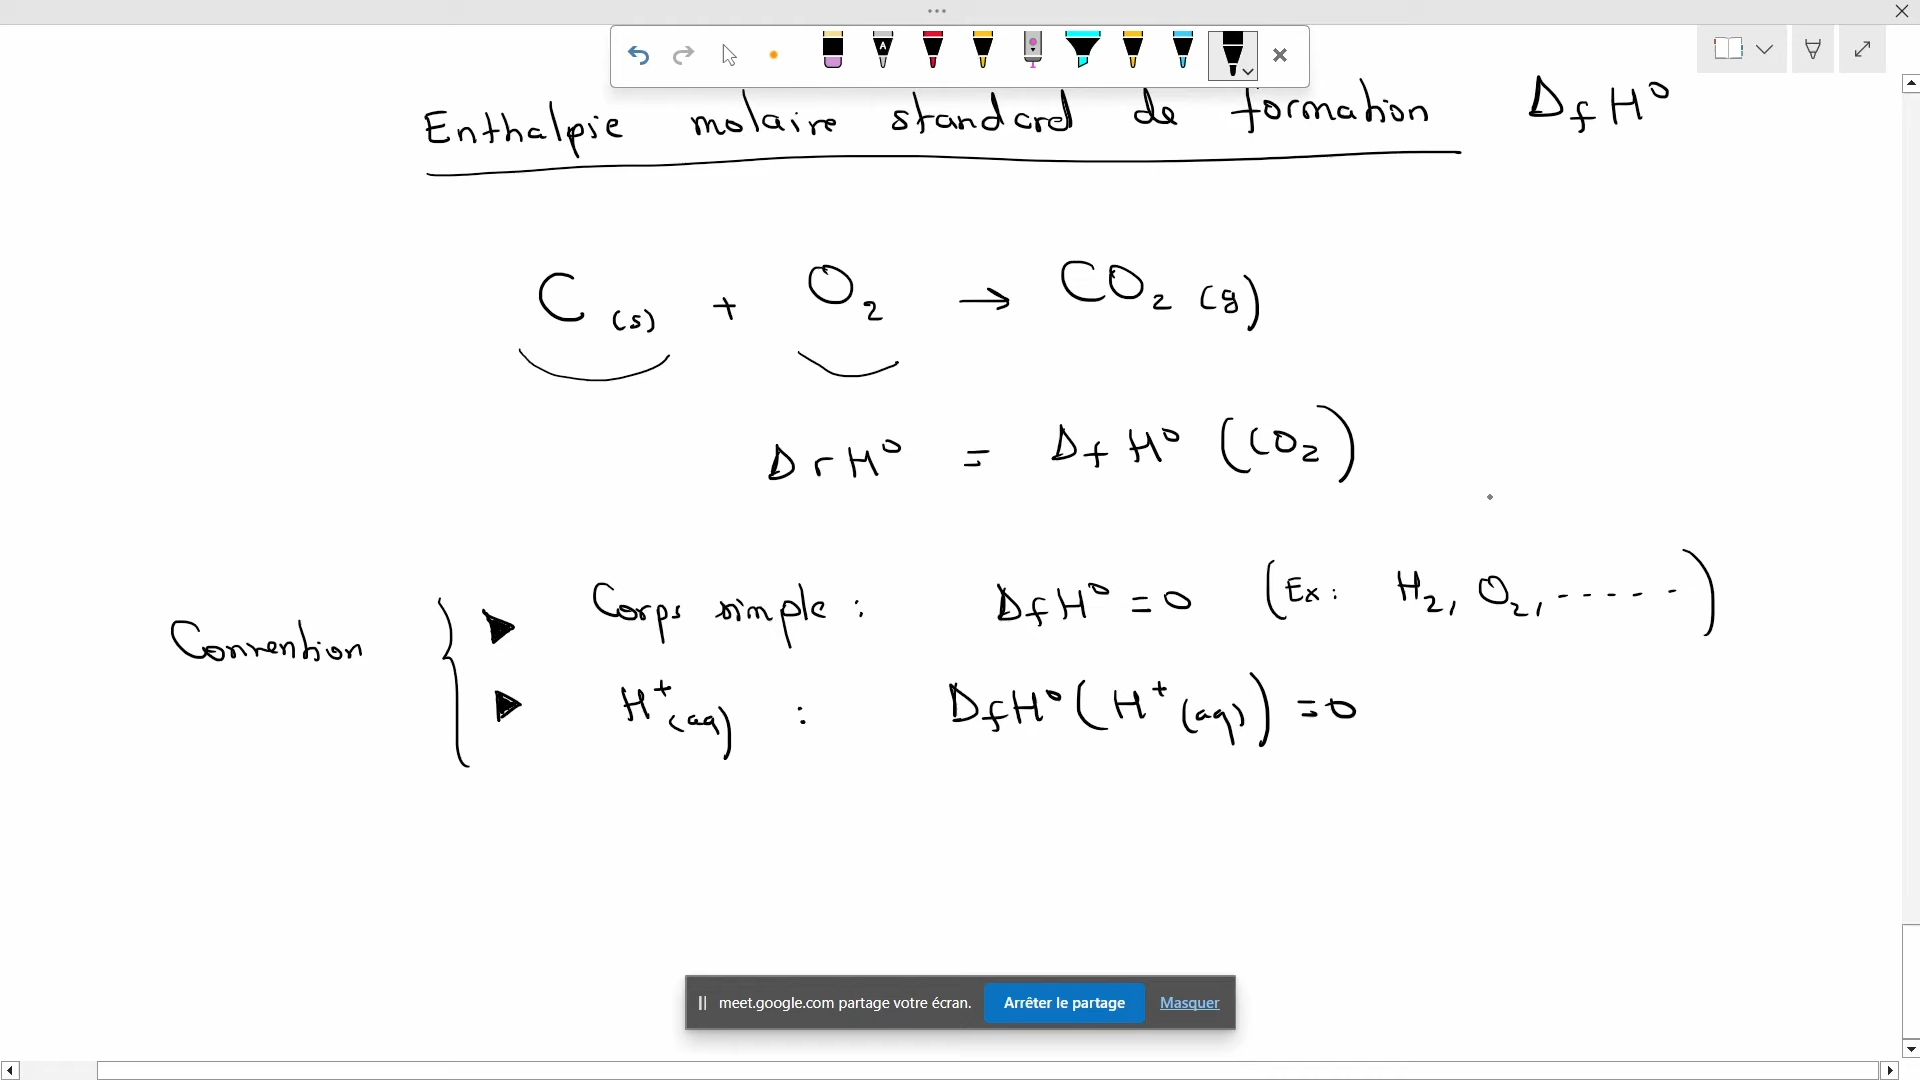 Enthalpie molaire standard de formation ΔfH°
C (s) + O₂ → CO₂ (g)
ΔrH° = ΔfH° (CO₂)
Convention
Corps simple : ΔfH° = 0 (Ex : H₂, O₂, -----)
H⁺(aq) : ΔfH° (H⁺(aq)) = 0
meet.google.com partage votre écran. Arrêter le partage Masquer